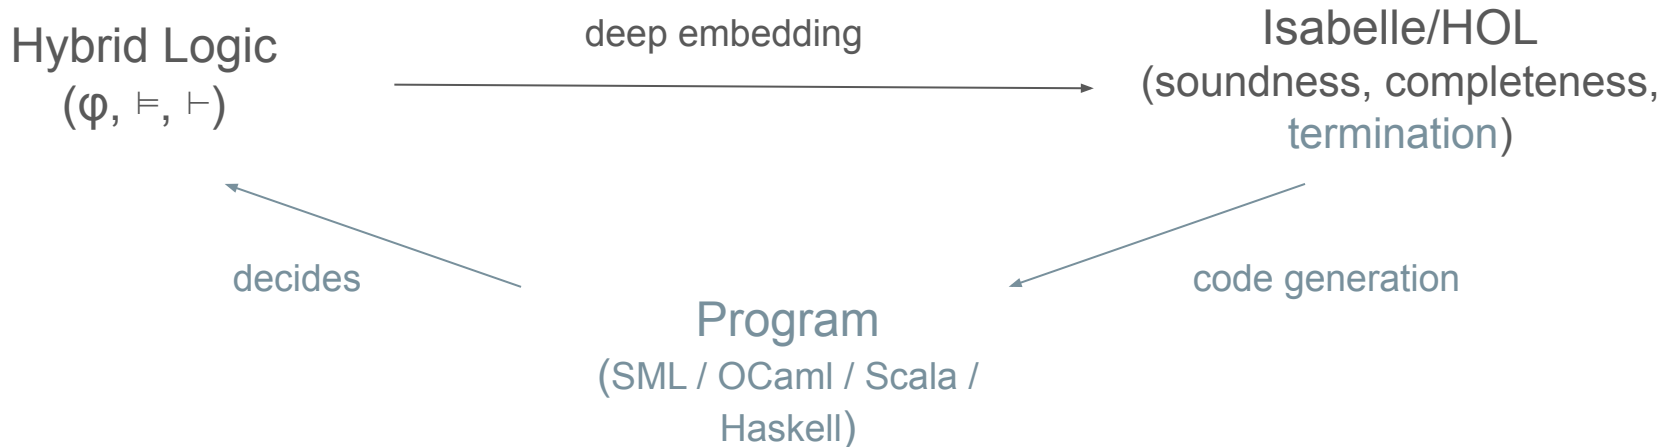 Hybrid Logic
(φ, ⊨, ⊢)
deep embedding
Isabelle/HOL
(soundness, completeness,
termination)
decides
code generation
Program
(SML / OCaml / Scala /
Haskell)